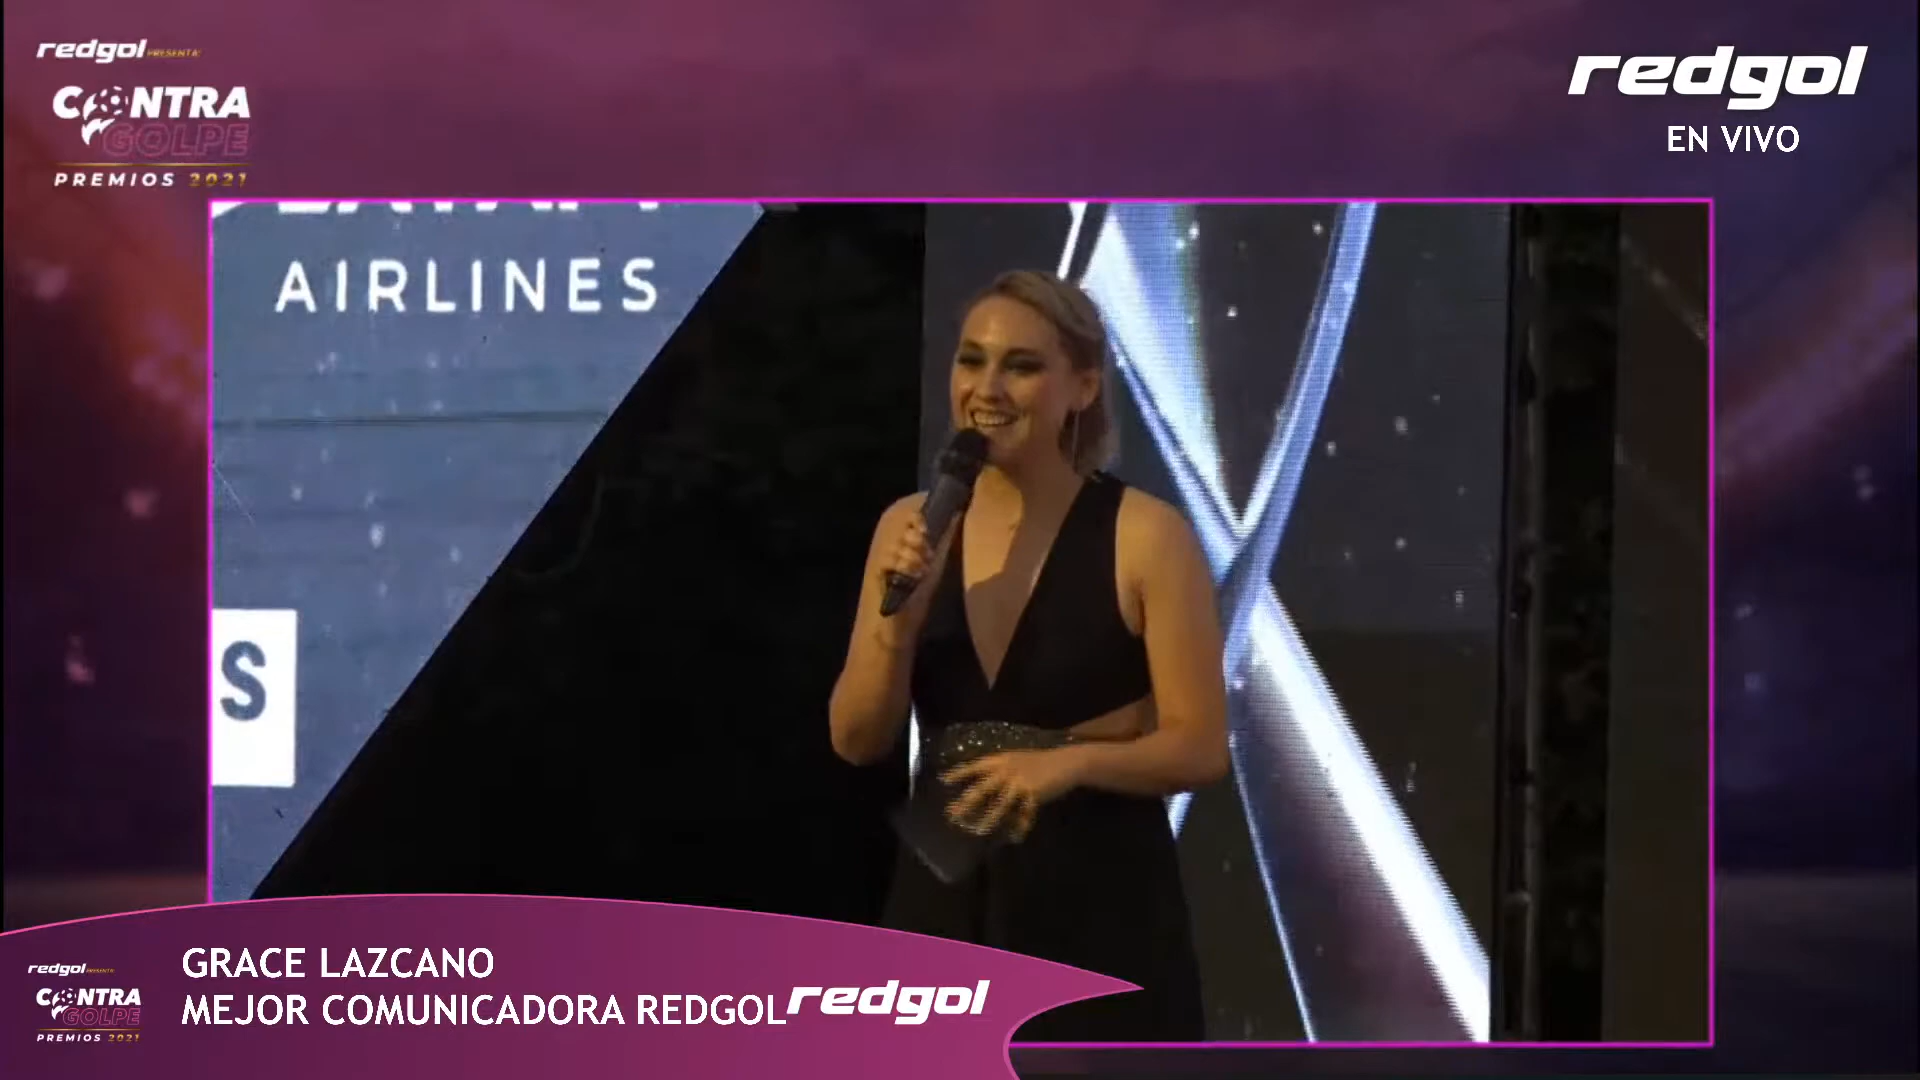 redgol PRESENTA:
CONTRA
GOLPE
PREMIOS 2021
redgol
EN VIVO
AIRLINES
S
GRACE LAZCANO
MEJOR COMUNICADORA REDGOL
redgol
redgol PRESENTA:
CONTRA
GOLPE
PREMIOS 2021